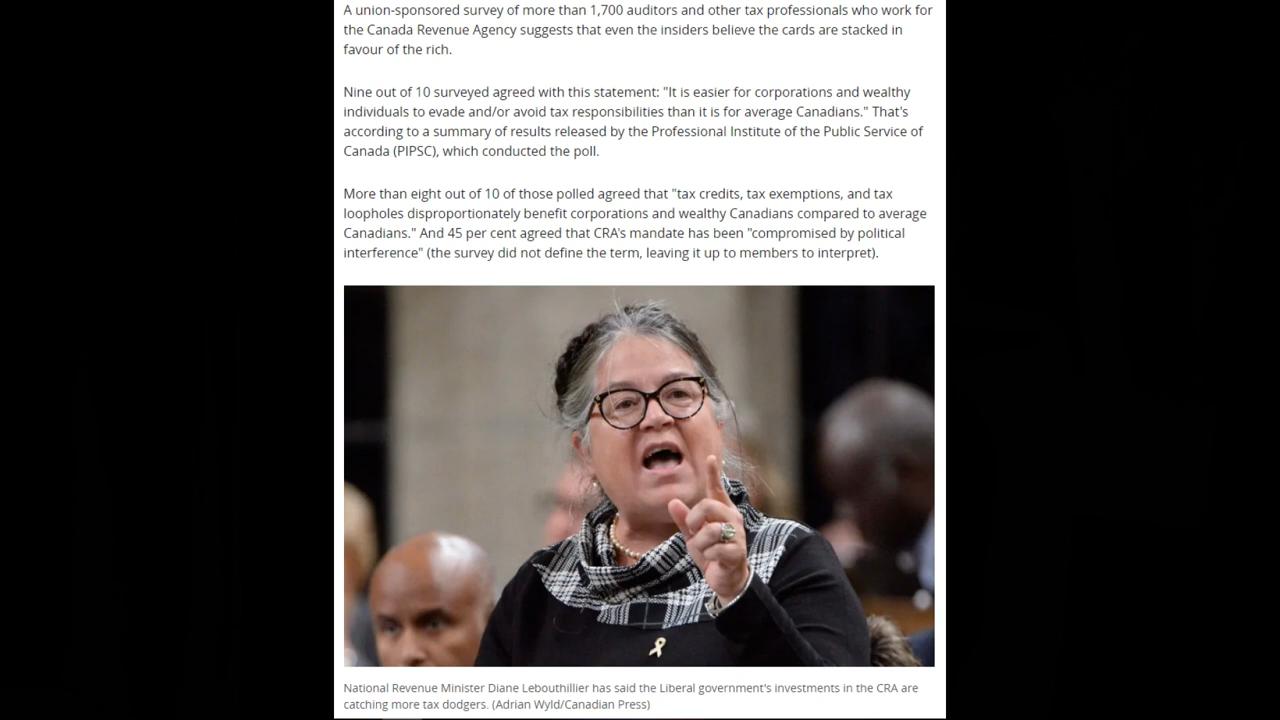 A union-sponsored survey of more than 1,700 auditors and other tax professionals who work for
the Canada Revenue Agency suggests that even the insiders believe the cards are stacked in
favour of the rich.
Nine out of 10 surveyed agreed with this statement: "It is easier for corporations and wealthy
individuals to evade and/or avoid tax responsibilities than it is for average Canadians." That's
according to a summary of results released by the Professional Institute of the Public Service of
Canada (PIPSC), which conducted the poll.
More than eight out of 10 of those polled agreed that "tax credits, tax exemptions, and tax
loopholes disproportionately benefit corporations and wealthy Canadians compared to average
Canadians." And 45 per cent agreed that CRA's mandate has been "compromised by political
interference" (the survey did not define the term, leaving it up to members to interpret).
National Revenue Minister Diane Lebouthillier has said the Liberal government's investments in the CRA are
catching more tax dodgers. (Adrian Wyld/Canadian Press)